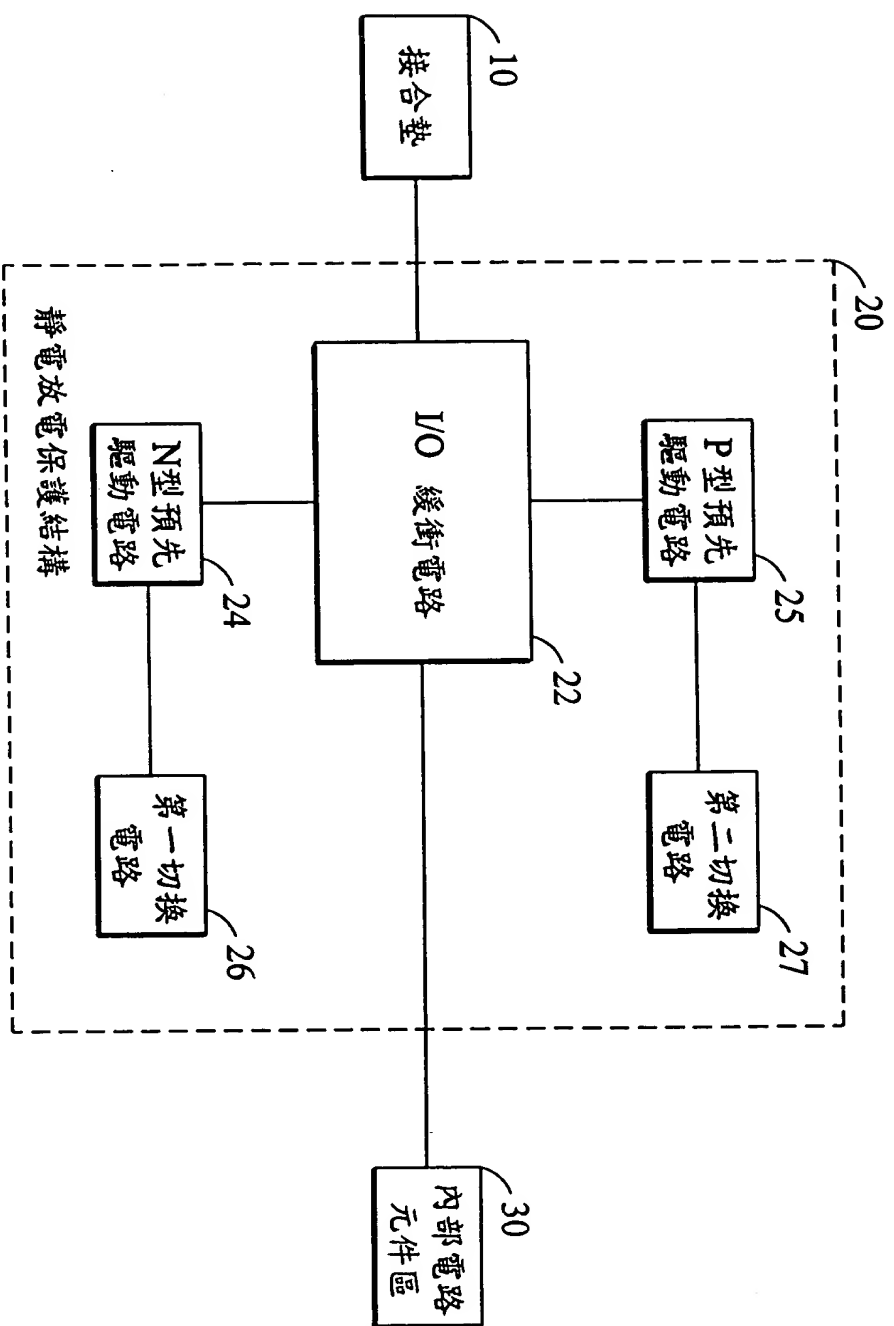 20
P型預先
驅動電路
25
第二切換
電路
27
10
接合墊
I/O 緩衝電路
22
30
內部電路
元件區
N型預先
驅動電路
24
第一切換
電路
26
靜電放電保護結構